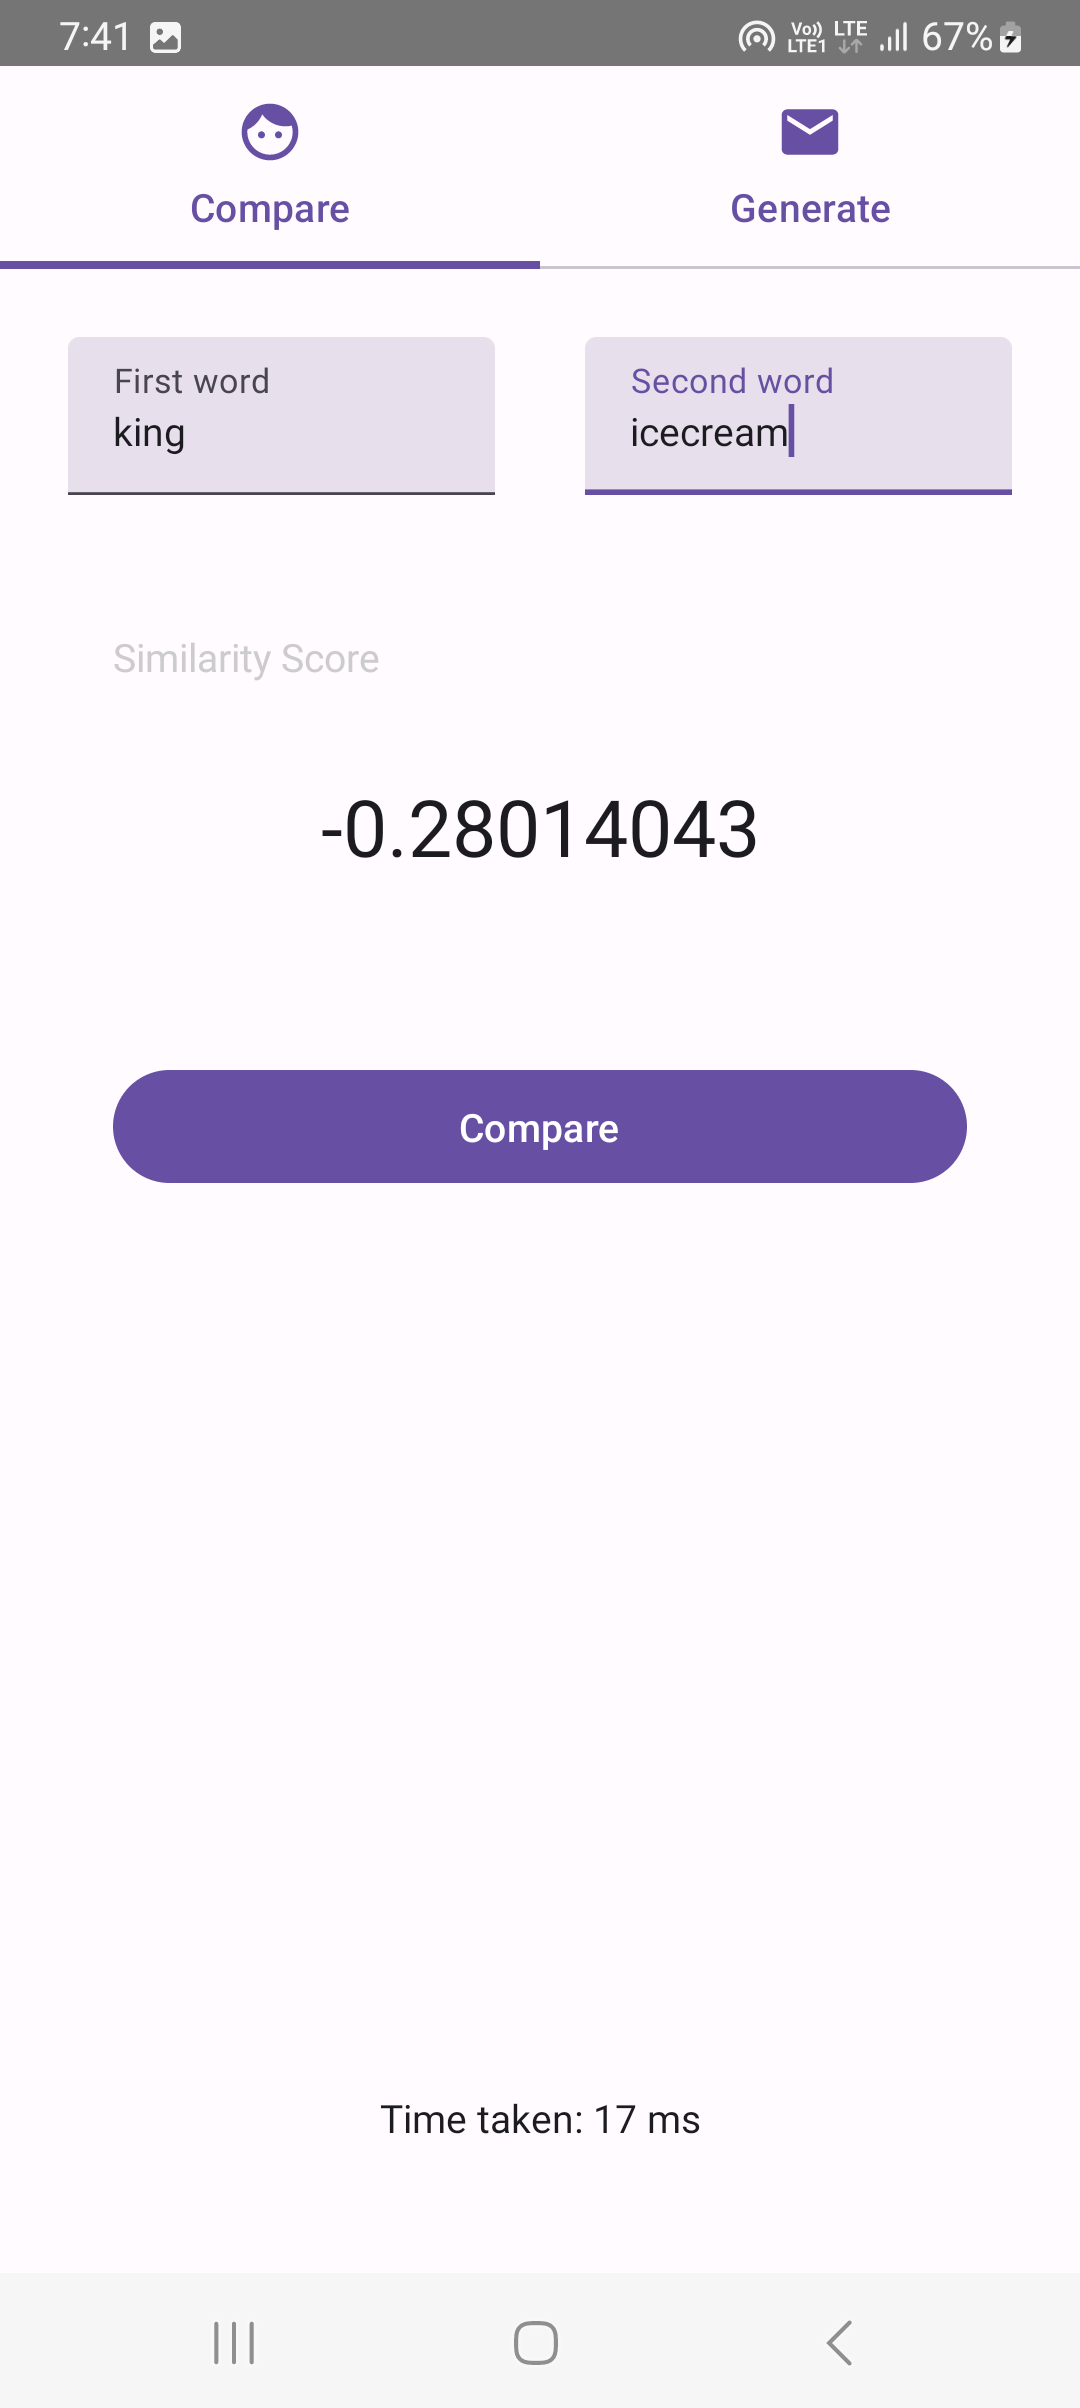 7:41 Vo)) LTE1 LTE 67%
Compare Generate
First word Second word
king icecream
Similarity Score
-0.28014043
Compare
Time taken: 17 ms